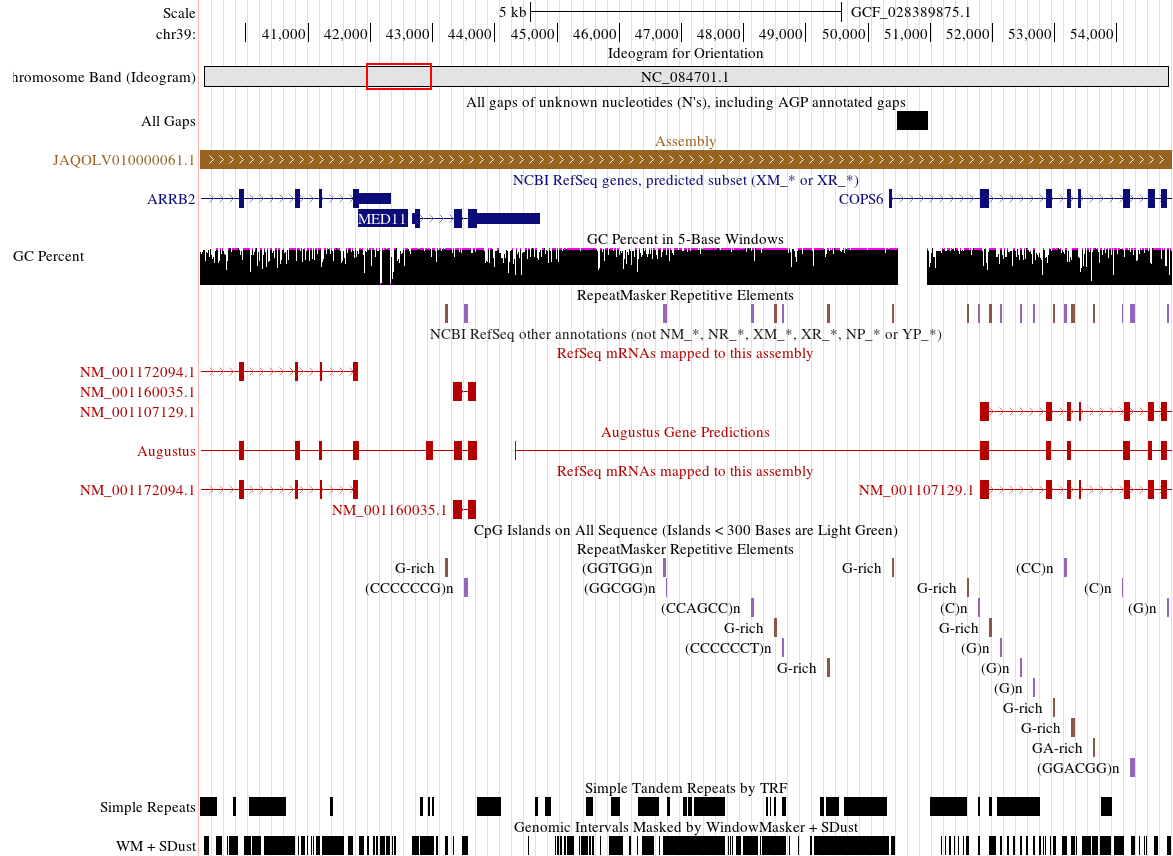 Scale 5 kb GCF_028389875.1
chr39: 41,000 42,000 43,000 44,000 45,000 46,000 47,000 48,000 49,000 50,000 51,000 52,000 53,000 54,000
Ideogram for Orientation
hromosome Band (Ideogram) NC_084701.1
All gaps of unknown nucleotides (N's), including AGP annotated gaps
All Gaps
Assembly
JAQOLV010000061.1
NCBI RefSeq genes, predicted subset (XM_* or XR_*)
ARRB2 COPS6
MED11
GC Percent in 5-Base Windows
GC Percent
RepeatMasker Repetitive Elements
NCBI RefSeq other annotations (not NM_*, NR_*, XM_*, XR_*, NP_* or YP_*)
RefSeq mRNAs mapped to this assembly
NM_001172094.1
NM_001160035.1
NM_001107129.1
Augustus Gene Predictions
Augustus
RefSeq mRNAs mapped to this assembly
NM_001172094.1 NM_001107129.1
NM_001160035.1
CpG Islands on All Sequence (Islands < 300 Bases are Light Green)
RepeatMasker Repetitive Elements
G-rich (GGTGG)n G-rich (CC)n
(CCCCCCG)n (GGCGG)n G-rich (C)n
(CCAGCC)n (C)n (G)n
G-rich G-rich
(CCCCCCT)n (G)n
G-rich (G)n
(G)n
G-rich
G-rich
GA-rich
(GGACGG)n
Simple Tandem Repeats by TRF
Simple Repeats
Genomic Intervals Masked by WindowMasker + SDust
WM + SDust